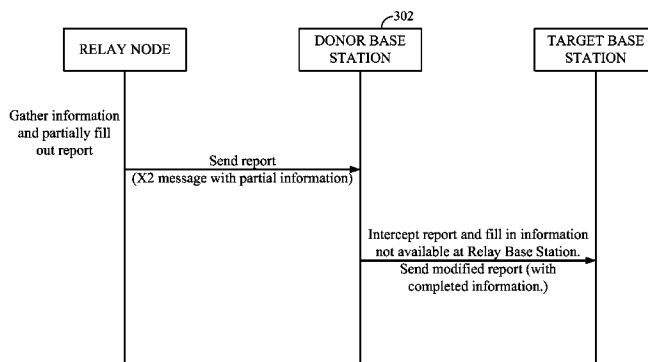 302
RELAY NODE
DONOR BASE
STATION
TARGET BASE
STATION
Gather information
and partially fill
out report
Send report
(X2 message with partial information)
Intercept report and fill in information
not available at Relay Base Station.
Send modified report (with
completed information.)